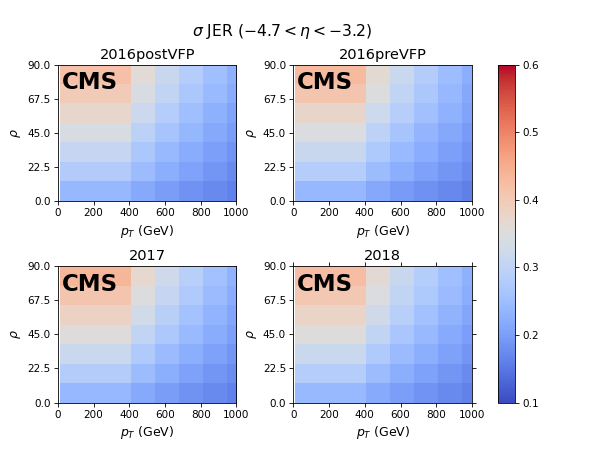 σ JER (−4.7 < η < −3.2)
2016postVFP
2016preVFP
CMS
CMS
90.0
67.5
45.0
22.5
0.0
ρ
0 200 400 600 800 1000
p_T (GeV)
90.0
67.5
45.0
22.5
0.0
ρ
0 200 400 600 800 1000
p_T (GeV)
2017
2018
CMS
CMS
90.0
67.5
45.0
22.5
0.0
ρ
0 200 400 600 800 1000
p_T (GeV)
90.0
67.5
45.0
22.5
0.0
ρ
0 200 400 600 800 1000
p_T (GeV)
0.6
0.5
0.4
0.3
0.2
0.1